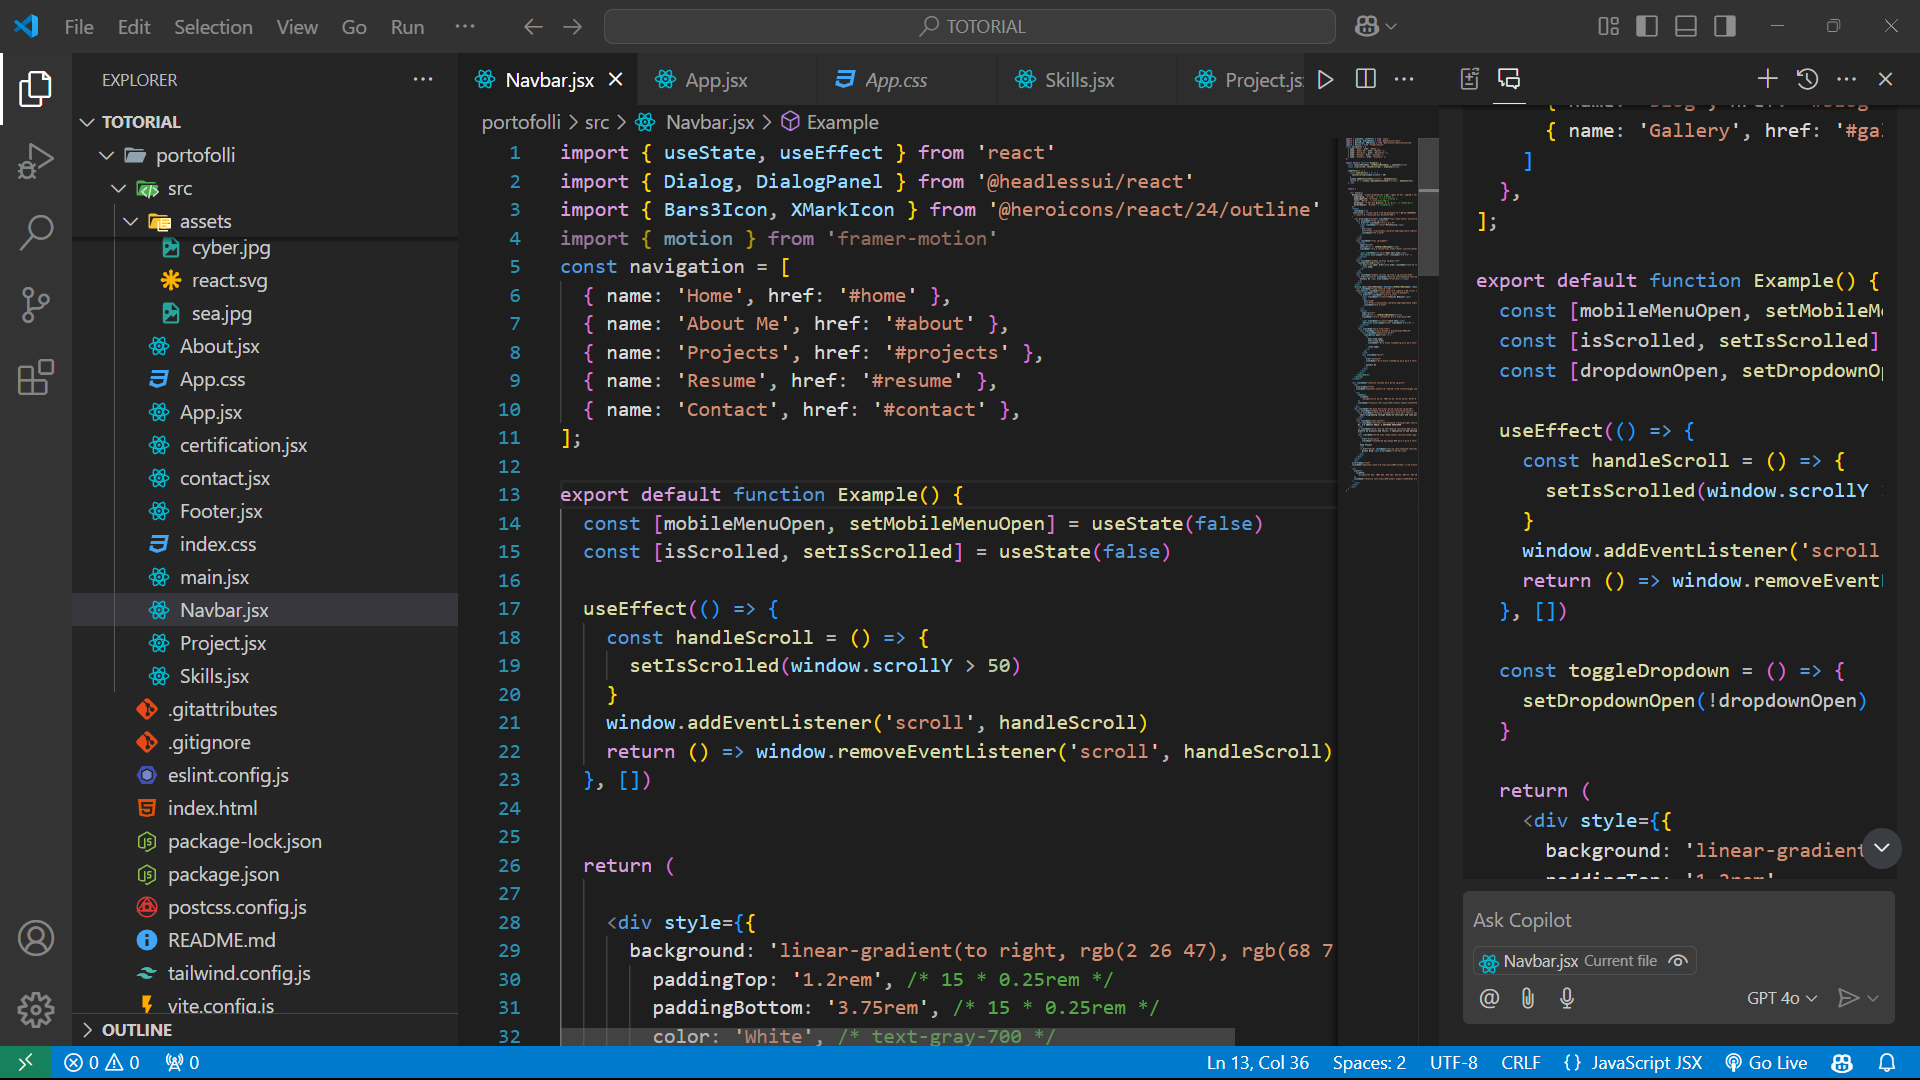 File Edit Selection View Go Run ··· TOTORIAL
EXPLORER ···
TOTORIAL
portofolli
src
assets
cyber.jpg
react.svg
sea.jpg
About.jsx
App.css
App.jsx
certification.jsx
contact.jsx
Footer.jsx
index.css
main.jsx
Navbar.jsx
Project.jsx
Skills.jsx
.gitattributes
.gitignore
eslint.config.js
index.html
package-lock.json
package.json
postcss.config.js
README.md
tailwind.config.js
vite.config.js
OUTLINE
Navbar.jsx App.jsx App.css Skills.jsx Project.js
portofolli > src > Navbar.jsx > Example
1 import { useState, useEffect } from 'react'
2 import { Dialog, DialogPanel } from '@headlessui/react'
3 import { Bars3Icon, XMarkIcon } from '@heroicons/react/24/outline'
4 import { motion } from 'framer-motion'
5 const navigation = [
6 { name: 'Home', href: '#home' },
7 { name: 'About Me', href: '#about' },
8 { name: 'Projects', href: '#projects' },
9 { name: 'Resume', href: '#resume' },
10 { name: 'Contact', href: '#contact' },
11 ];
12
13 export default function Example() {
14 const [mobileMenuOpen, setMobileMenuOpen] = useState(false)
15 const [isScrolled, setIsScrolled] = useState(false)
16
17 useEffect(() => {
18 const handleScroll = () => {
19 setIsScrolled(window.scrollY > 50)
20 }
21 window.addEventListener('scroll', handleScroll)
22 return () => window.removeEventListener('scroll', handleScroll)
23 }, [])
24
25
26 return (
27
28 <div style={{
29 background: 'linear-gradient(to right, rgb(2 26 47), rgb(68 7
30 paddingTop: '1.2rem', /* 15 * 0.25rem */
31 paddingBottom: '3.75rem', /* 15 * 0.25rem */
32 color: 'White', /* text-gray-700 */
{ name: 'Gallery', href: '#ga
]
},
];
export default function Example() {
const [mobileMenuOpen, setMobileM
const [isScrolled, setIsScrolled]
const [dropdownOpen, setDropdownO
useEffect(() => {
const handleScroll = () => {
setIsScrolled(window.scrollY
}
window.addEventListener('scroll
return () => window.removeEvent
}, [])
const toggleDropdown = () => {
setDropdownOpen(!dropdownOpen)
}
return (
<div style={{
background: 'linear-gradient
Ask Copilot
Navbar.jsx Current file
GPT 4o
0 0 0 Ln 13, Col 36 Spaces: 2 UTF-8 CRLF {} JavaScript JSX Go Live